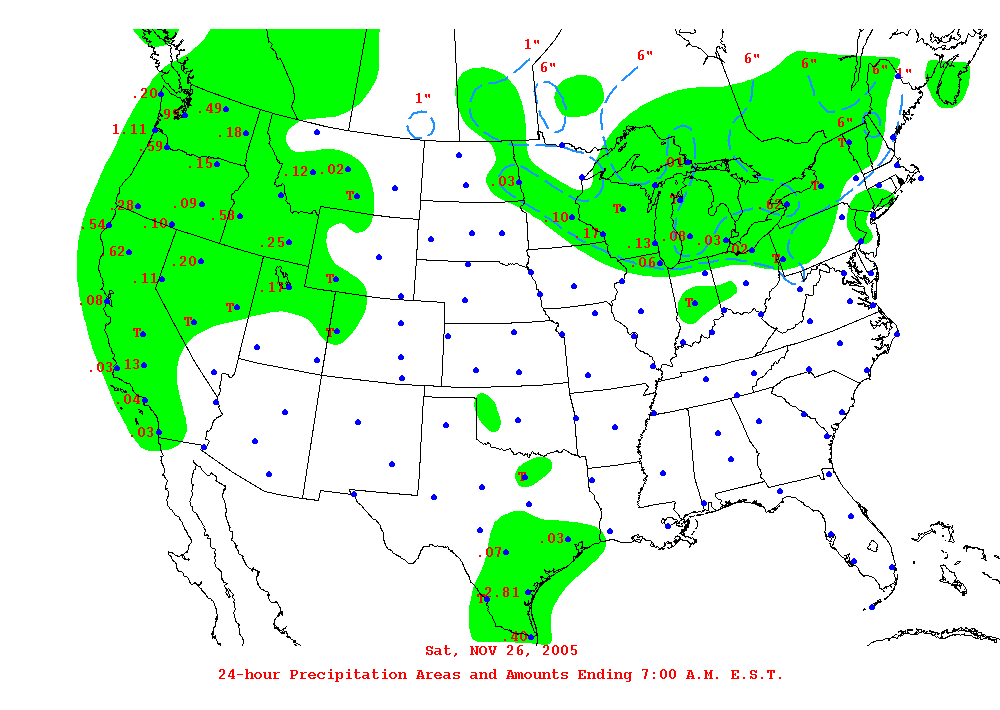 1"
6"
6"
6"
6"
6"
1"
1"
6"
.20
.49
1.11
.18
.59
.15
.01
T
.12
.02
.03
T
T
T
T
.28
.09
.58
.10
.62
.54
.10
.17
.13
.08
.03
.02
.62
.25
.20
.06
T
.11
T
.17
.08
T
T
T
T
T
.03
.13
.04
.03
T
.03
.07
2.81
T
.40
Sat, NOV 26, 2005
24-hour Precipitation Areas and Amounts Ending 7:00 A.M. E.S.T.